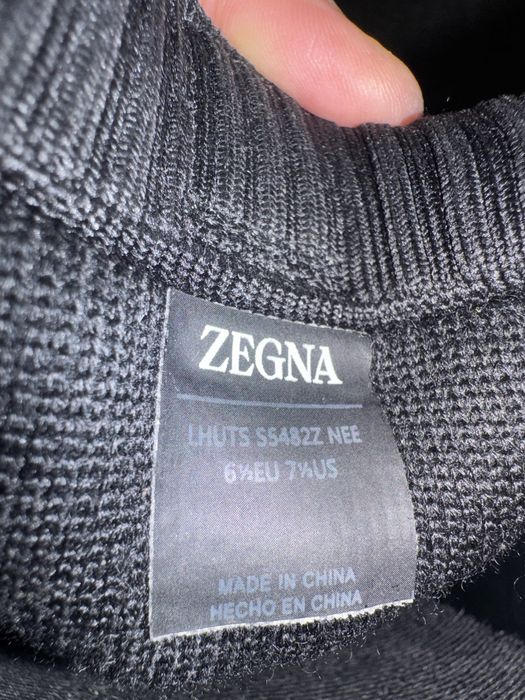 ZEGNA
LHUTS S5482Z NEE
6½EU 7½US
MADE IN CHINA
HECHO EN CHINA